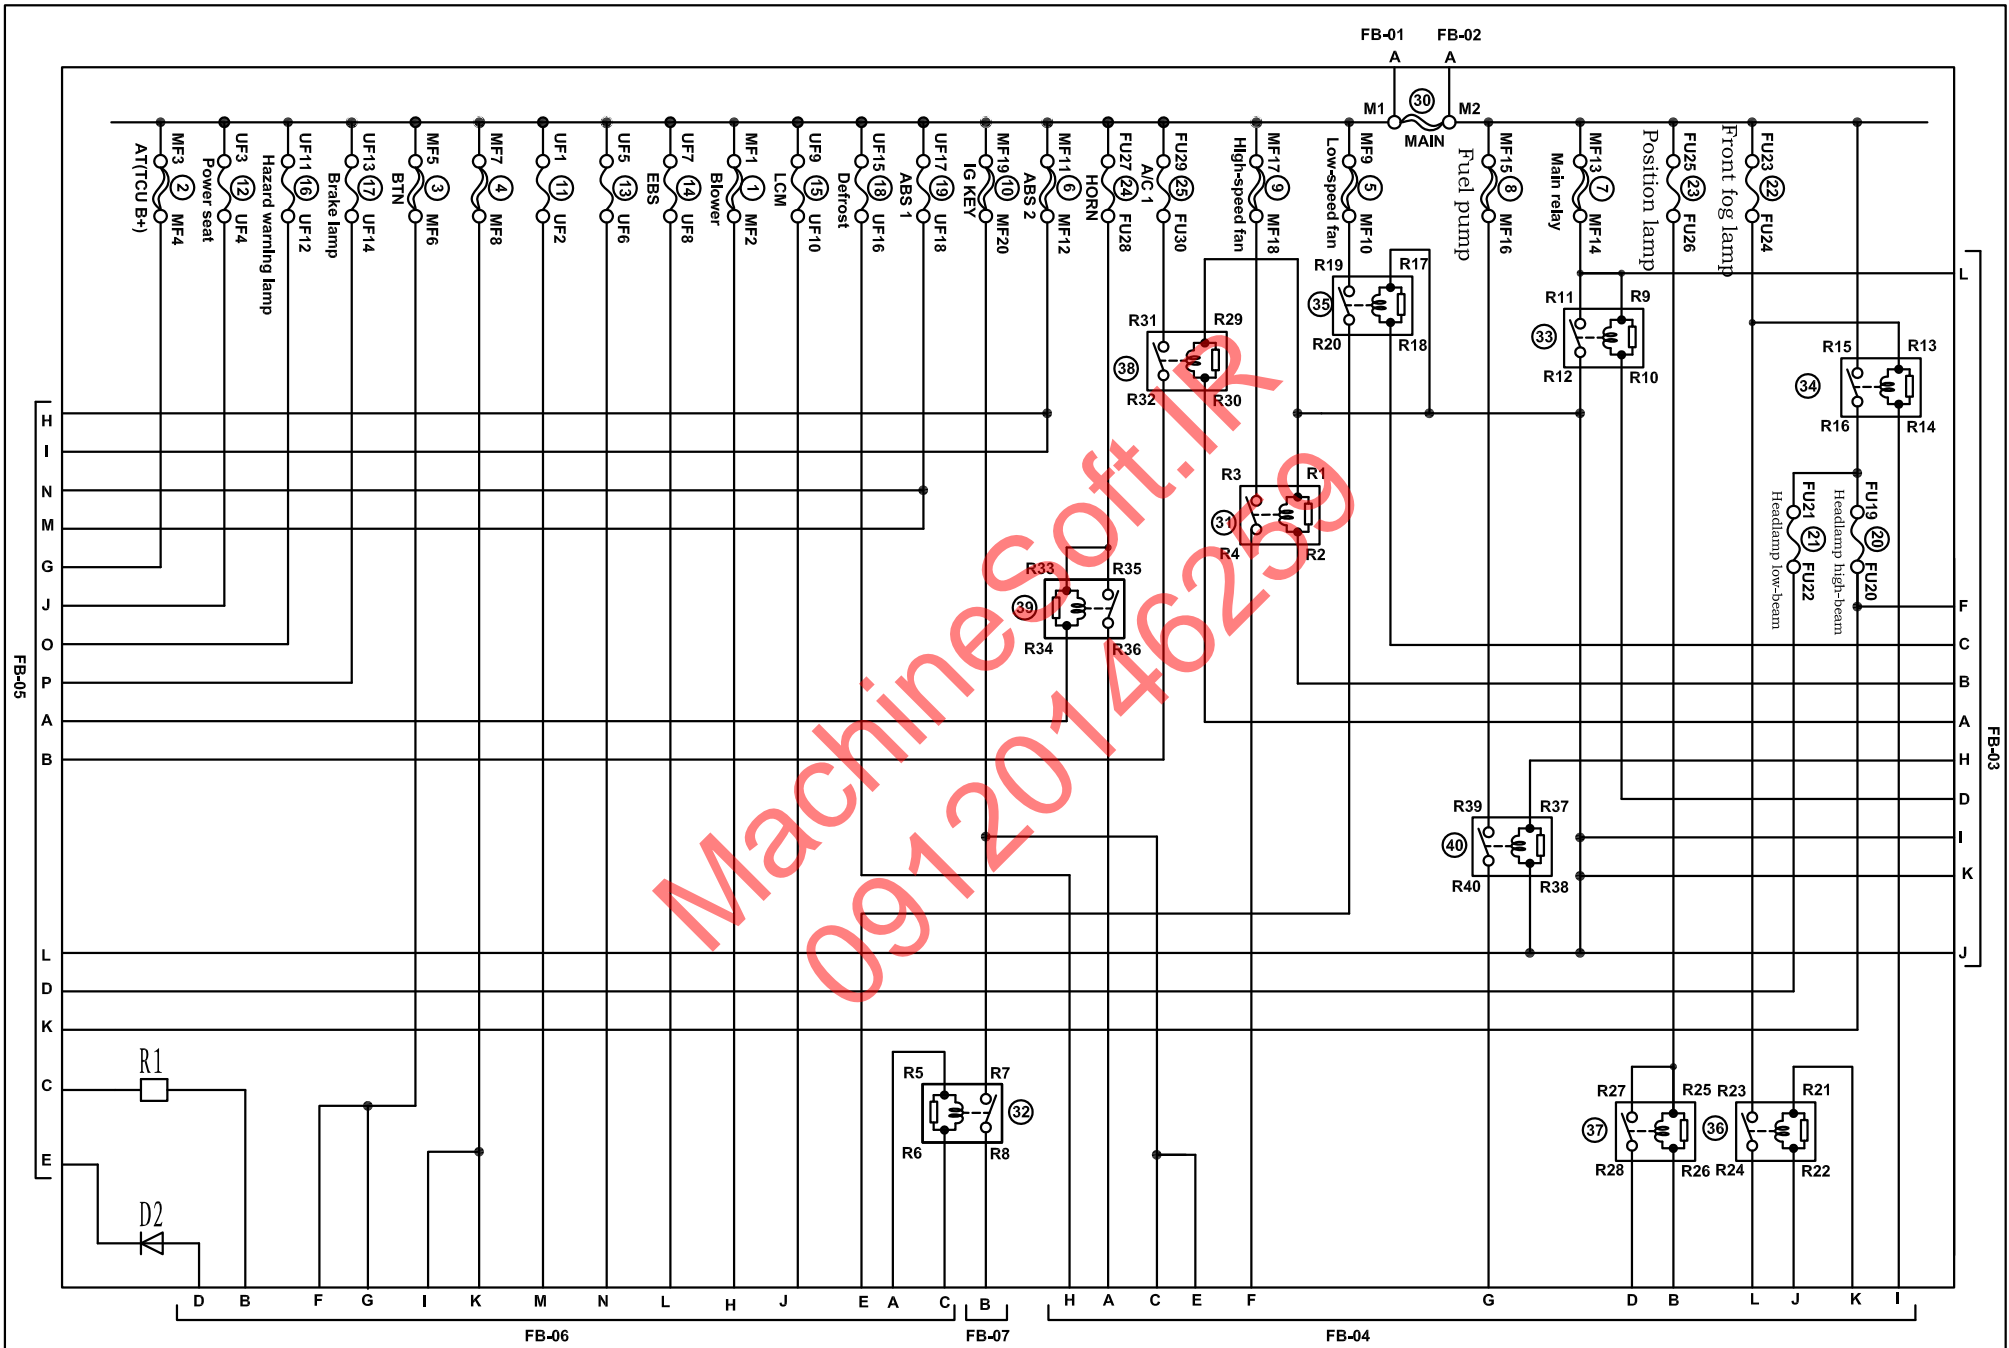 FB-01 FB-02
A A
M1 30 M2
MAIN
MF3 2 MF4
AT(TCU B+)
UF3 12 UF4
Power seat
UF11 16 UF12
Hazard warning lamp
UF13 17 UF14
Brake lamp
MF5 3 MF6
BTN
MF7 4 MF8
UF1 11 UF2
UF5 13 UF6
UF7 14 UF8
EBS
MF1 1 MF2
Blower
UF9 15 UF10
LCM
UF15 18 UF16
Defrost
UF17 19 UF18
ABS 1
MF19 10 MF20
IG KEY
MF11 6 MF12
ABS 2
FU27 24 FU28
HORN
FU29 25 FU30
A/C 1
MF17 9 MF18
High-speed fan
MF9 5 MF10
Low-speed fan
MF15 8 MF16
Fuel pump
MF13 7 MF14
Main relay
FU25 23 FU26
Position lamp
FU23 22 FU24
Front fog lamp
R19 R17
35
R20 R18
R11 R9
33
R12 R10
R31 R29
38
R32 R30
R15 R13
34
R16 R14
R3 R1
31
R4 R2
FU21 21 FU22
Headlamp low-beam
FU19 20 FU20
Headlamp high-beam
R33 R35
39
R34 R36
R39 R37
40
R40 R38
R5 R7
32
R6 R8
R27 R25
37
R28 R26
R23 R21
36
R24 R22
R1
D2
FB-05
H
I
N
M
G
J
O
P
A
B
L
D
K
C
E
FB-03
L
F
C
B
A
H
D
I
K
J
D B F G I K M N L H J E A C B H A C E F G D B L J K I
FB-06 FB-07 FB-04
MachineSoft.IR
09120146259